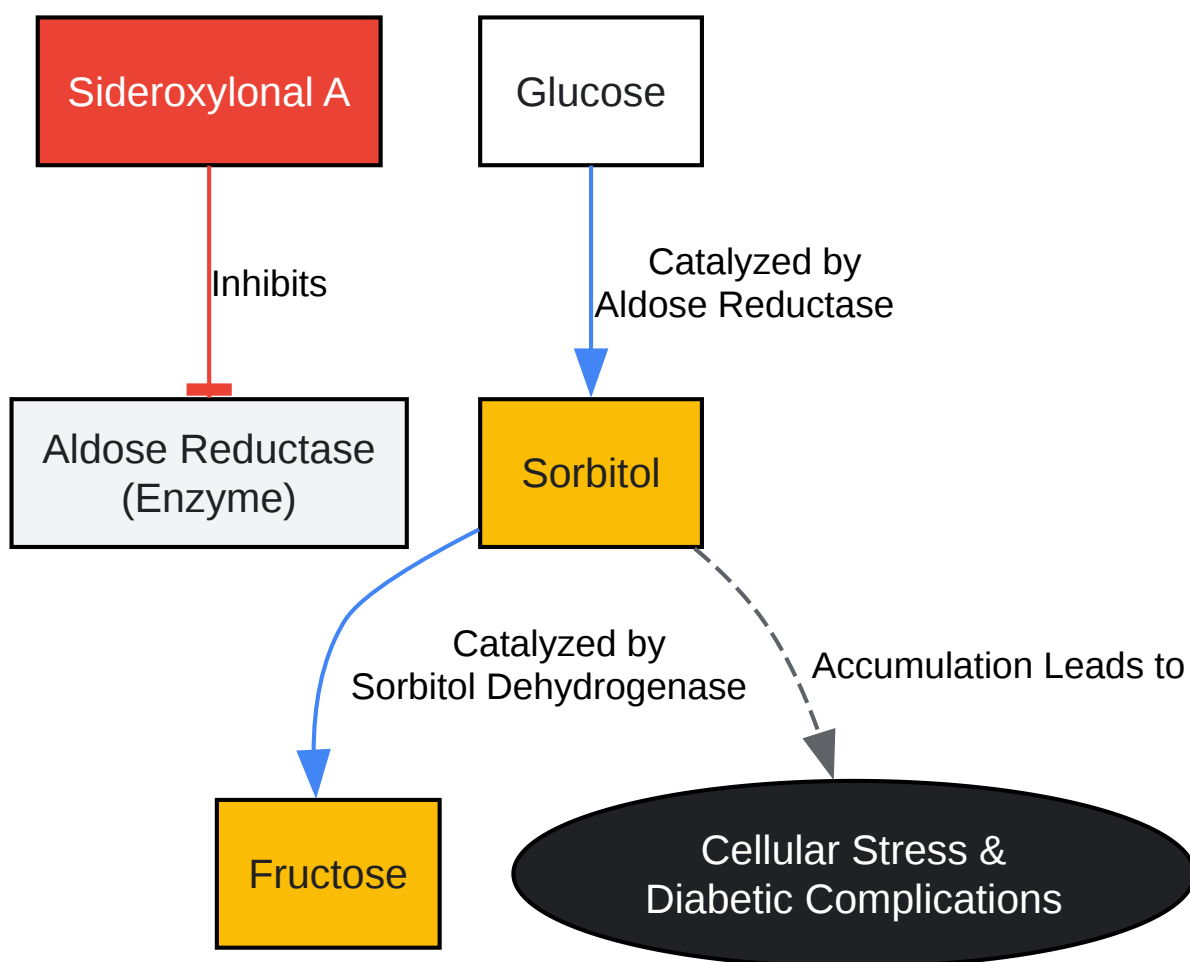 Sideroxylonal A
Glucose
Inhibits
Catalyzed by
Aldose Reductase
Aldose Reductase
(Enzyme)
Sorbitol
Catalyzed by
Sorbitol Dehydrogenase
Accumulation Leads to
Fructose
Cellular Stress &
Diabetic Complications